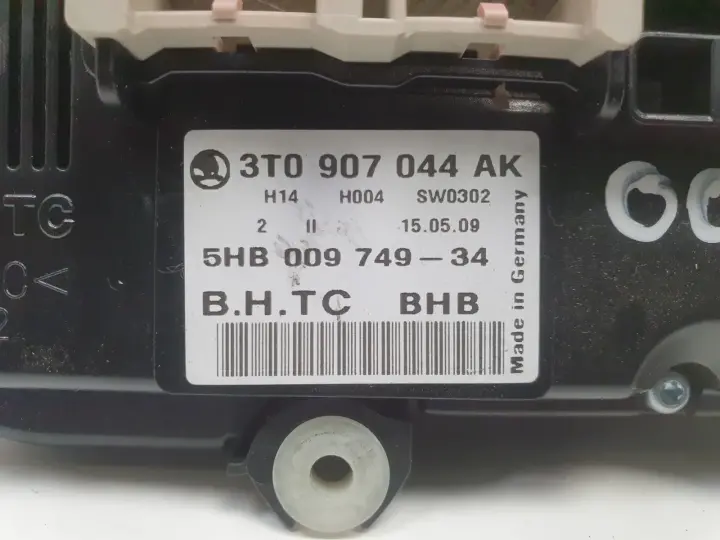 3T0 907 044 AK
H14 H004 SW0302
2 II 15.05.09
5HB 009 749-34
B.H.TC BHB
Made in Germany
TC